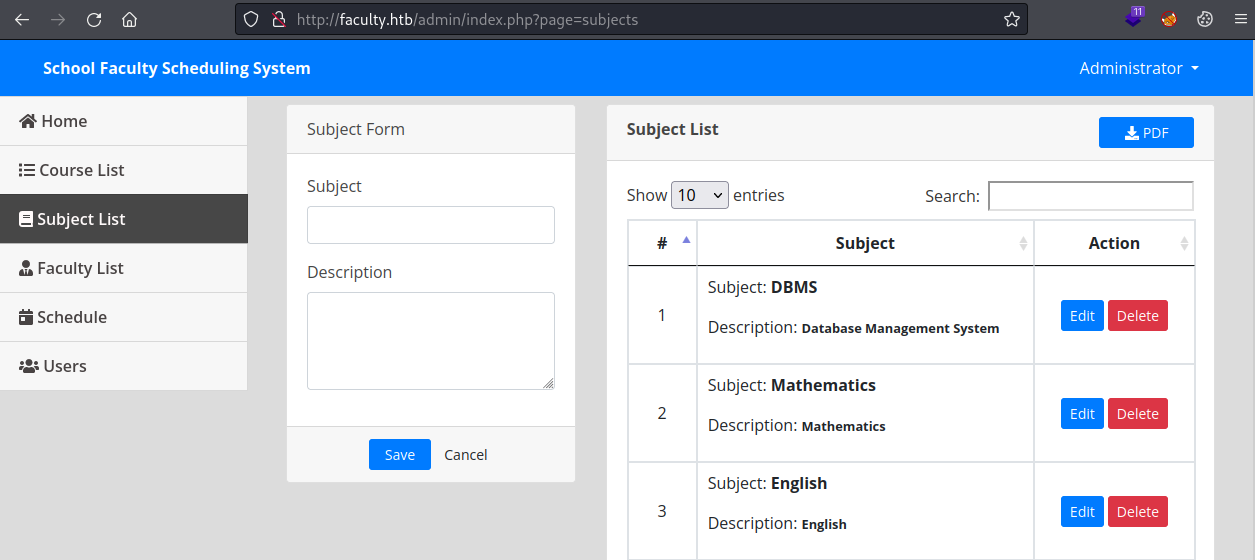 http://faculty.htb/admin/index.php?page=subjects
11
School Faculty Scheduling System
Administrator
Home
Course List
Subject List
Faculty List
Schedule
Users
Subject Form
Subject
Description
Save Cancel
Subject List
PDF
Show 10 entries
Search:
# Subject Action
1
Subject: DBMS
Description: Database Management System
Edit Delete
2
Subject: Mathematics
Description: Mathematics
Edit Delete
3
Subject: English
Description: English
Edit Delete